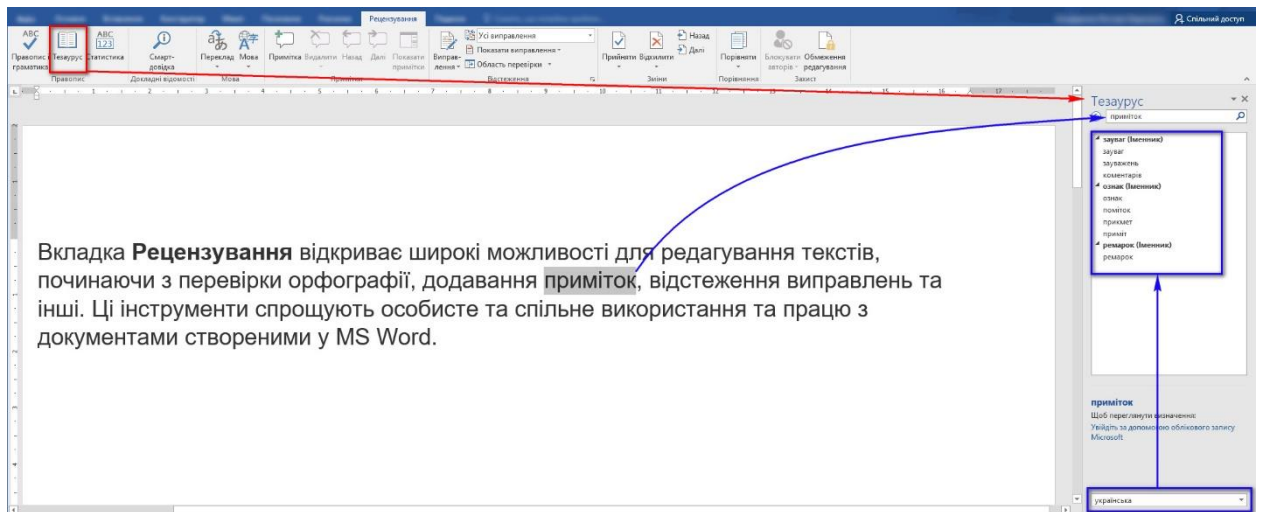 Рецензування
Спільний доступ
ABC
Правопис і граматика
Тезаурус
ABC
123
Статистика
Смарт-довідка
Переклад
Мова
Примітка
Видалити
Назад
Далі
Показати примітки
Виправлення
Усі виправлення
Показати виправлення
Область перевірки
Прийняти
Відхилити
Назад
Далі
Порівняти
Блокувати авторів
Обмеження редагування
Правопис
Докладні відомості
Мова
Примітки
Відстеження
Зміни
Порівняння
Захист
Тезаурус
приміток
зауваг (Іменник)
зауваг
зауважень
коментарів
ознак (Іменник)
ознак
поміток
прикмет
приміт
ремарок (Іменник)
ремарок
Вкладка Рецензування відкриває широкі можливості для редагування текстів,
починаючи з перевірки орфографії, додавання приміток, відстеження виправлень та
інші. Ці інструменти спрощують особисте та спільне використання та працю з
документами створеними у MS Word.
приміток
Щоб переглянути визначення:
Увійдіть за допомогою облікового запису
Microsoft
українська